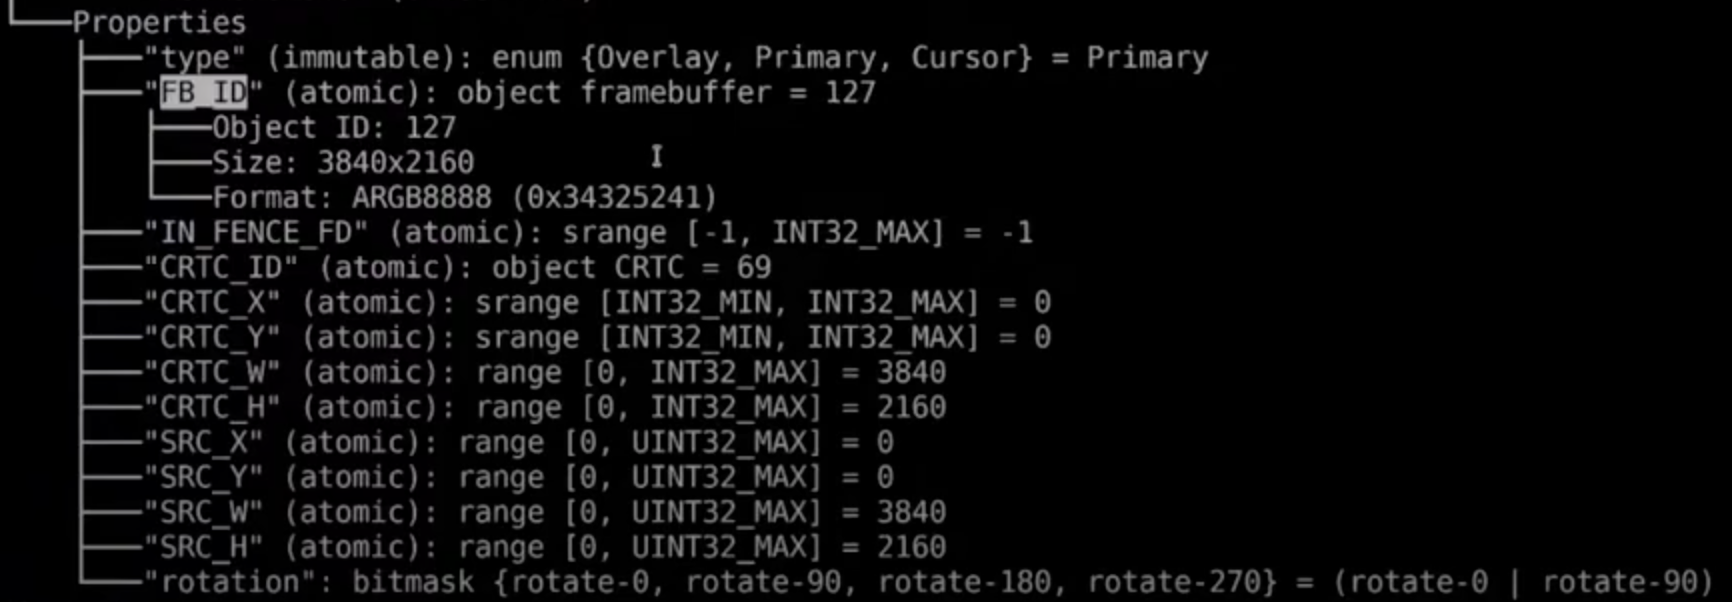 Properties
"type" (immutable): enum {Overlay, Primary, Cursor} = Primary
"FB_ID" (atomic): object framebuffer = 127
Object ID: 127
Size: 3840x2160
Format: ARGB8888 (0x34325241)
"IN_FENCE_FD" (atomic): srange [-1, INT32_MAX] = -1
"CRTC_ID" (atomic): object CRTC = 69
"CRTC_X" (atomic): srange [INT32_MIN, INT32_MAX] = 0
"CRTC_Y" (atomic): srange [INT32_MIN, INT32_MAX] = 0
"CRTC_W" (atomic): range [0, INT32_MAX] = 3840
"CRTC_H" (atomic): range [0, INT32_MAX] = 2160
"SRC_X" (atomic): range [0, UINT32_MAX] = 0
"SRC_Y" (atomic): range [0, UINT32_MAX] = 0
"SRC_W" (atomic): range [0, UINT32_MAX] = 3840
"SRC_H" (atomic): range [0, UINT32_MAX] = 2160
"rotation": bitmask {rotate-0, rotate-90, rotate-180, rotate-270} = (rotate-0 | rotate-90)